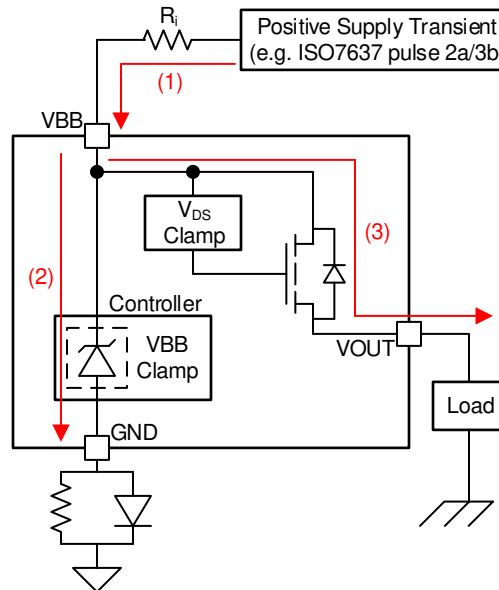 Ri
Positive Supply Transient
(e.g. ISO7637 pulse 2a/3b
(1)
VBB
VDS
Clamp
(3)
(2)
Controller
VBB
Clamp
VOUT
GND
Load